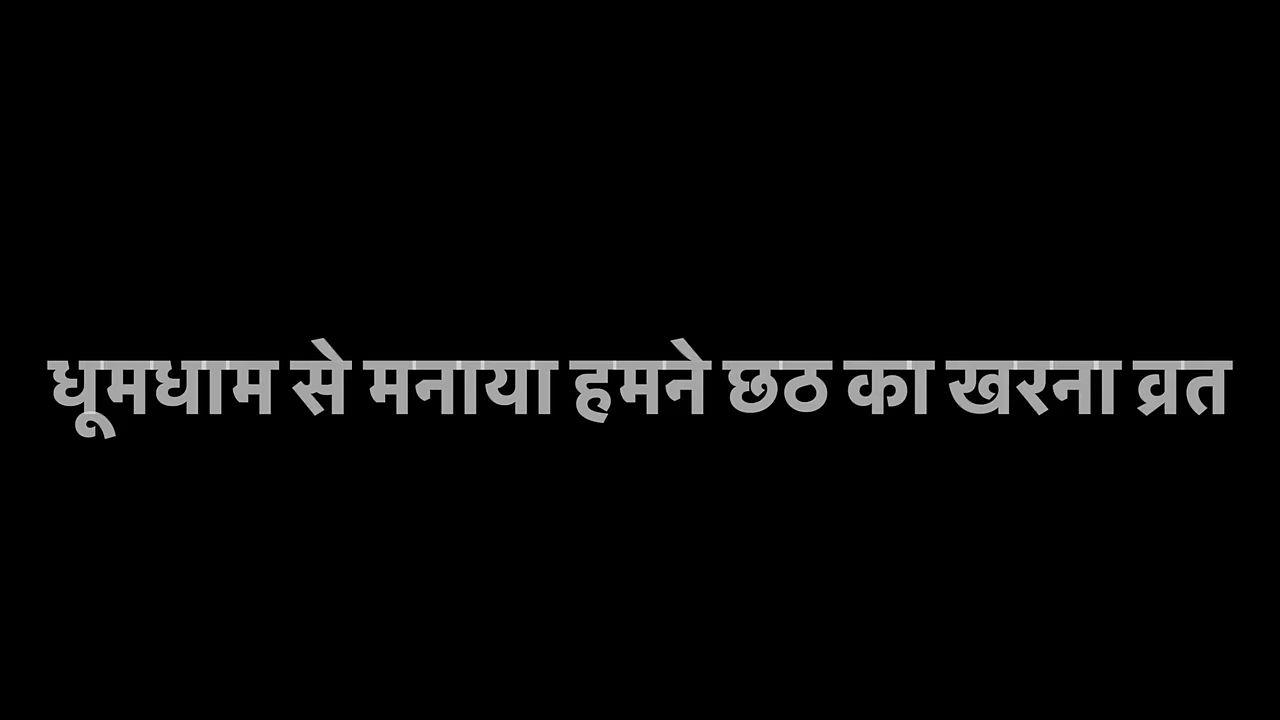 धूमधाम से मनाया हमने छठ का खरना व्रत